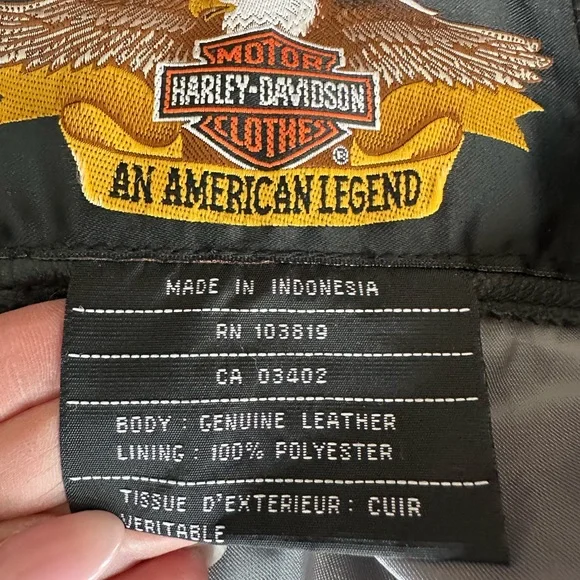 MOTOR
HARLEY-DAVIDSON
CLOTHES
®
AN AMERICAN LEGEND
MADE IN INDONESIA
RN 103819
CA 03402
BODY : GENUINE LEATHER
LINING : 100% POLYESTER
TISSUE D'EXTERIEUR : CUIR
VERITABLE